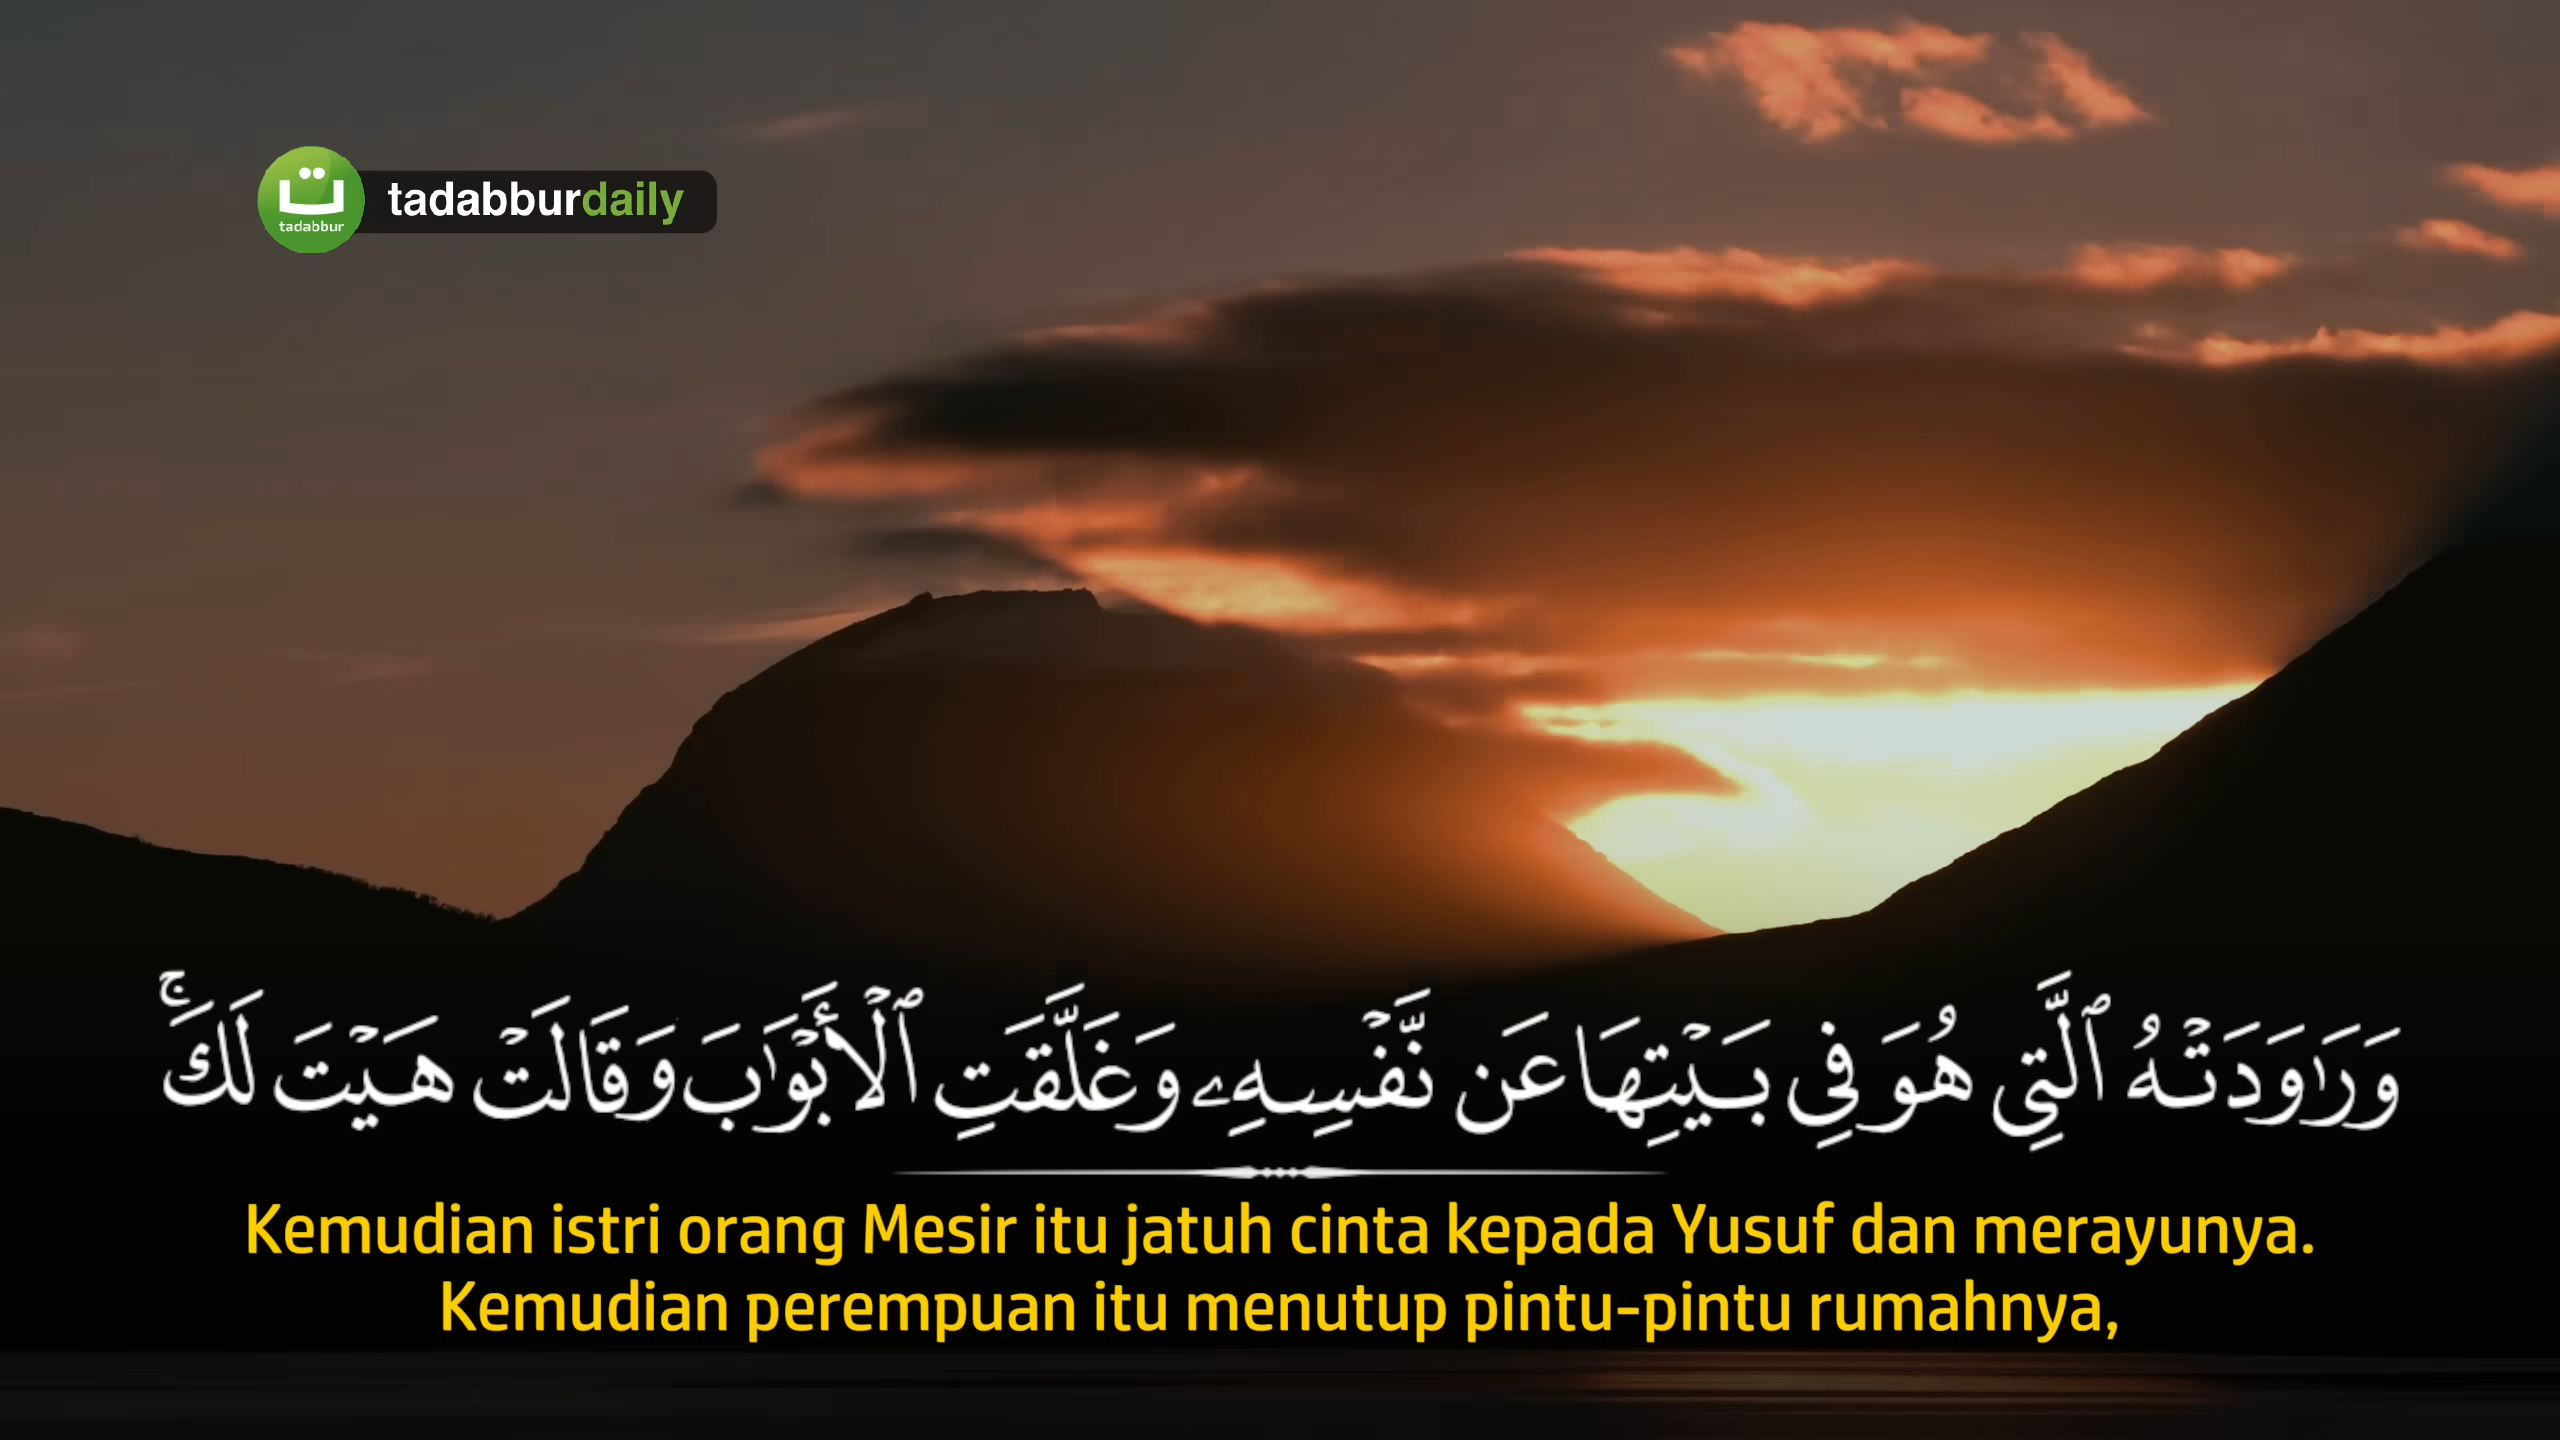 ت
tadabbur
tadabburdaily
وَرَٰوَدَتْهُ ٱلَّتِي هُوَ فِي بَيْتِهَا عَن نَّفْسِهِۦ وَغَلَّقَتِ ٱلْأَبْوَٰبَ وَقَالَتْ هَيْتَ لَكَ ۚ
Kemudian istri orang Mesir itu jatuh cinta kepada Yusuf dan merayunya.
Kemudian perempuan itu menutup pintu-pintu rumahnya,